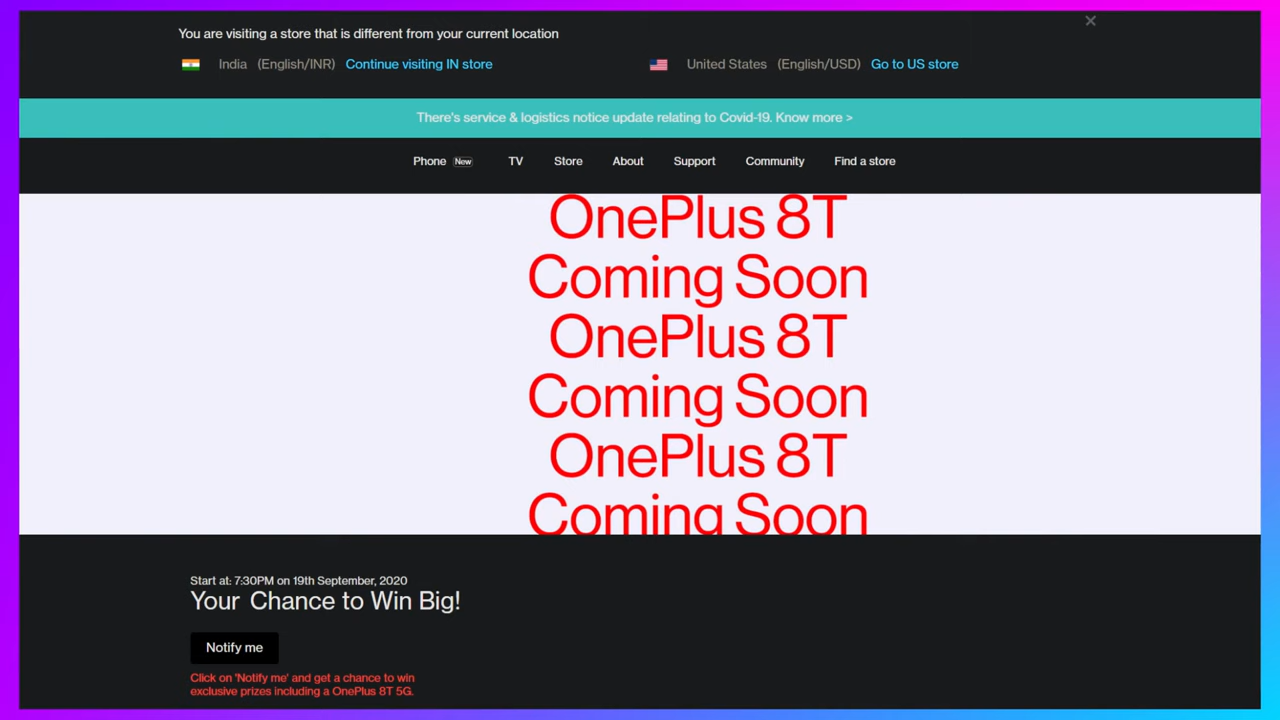 You are visiting a store that is different from your current location
India (English/INR) Continue visiting IN store
United States (English/USD) Go to US store
There's service & logistics notice update relating to Covid-19. Know more >
Phone New TV Store About Support Community Find a store
OnePlus 8T
Coming Soon
OnePlus 8T
Coming Soon
OnePlus 8T
Coming Soon
Start at: 7:30PM on 19th September, 2020
Your Chance to Win Big!
Notify me
Click on 'Notify me' and get a chance to win
exclusive prizes including a OnePlus 8T 5G.